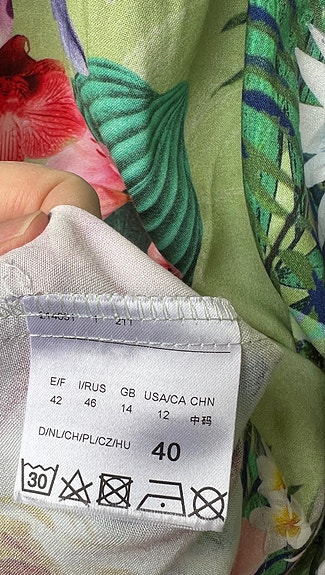 E/F I/RUS GB USA/CA CHN
42 46 14 12 中码
D/NL/CH/PL/CZ/HU 40
30